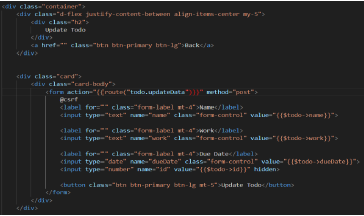 <div class="container">
<div class="d-flex justify-content-between align-items-center my-5">
<div class="h2">
Update Todo
</div>
<a href="" class="btn btn-primary btn-lg">Back</a>
</div>
<div class="card">
<div class="card-body">
<form action="{{route("todo.updateData")}}" method="post">
@csrf
<label for="" class="form-label mt-4">Name</label>
<input type="text" name="name" class="form-control" value="{{$todo->name}}">
<label for="" class="form-label mt-4">work</label>
<input type="text" name="work" class="form-control" value="{{$todo->work}}">
<label for="" class="form-label mt-4">Due Date</label>
<input type="date" name="dueDate" class="form-control" value="{{$todo->dueDate}}">
<input type="number" name="id" value="{{$todo->id}}" hidden>
<button class="btn btn-primary btn-lg mt-5">Update Todo</button>
</form>
</div>
</div>